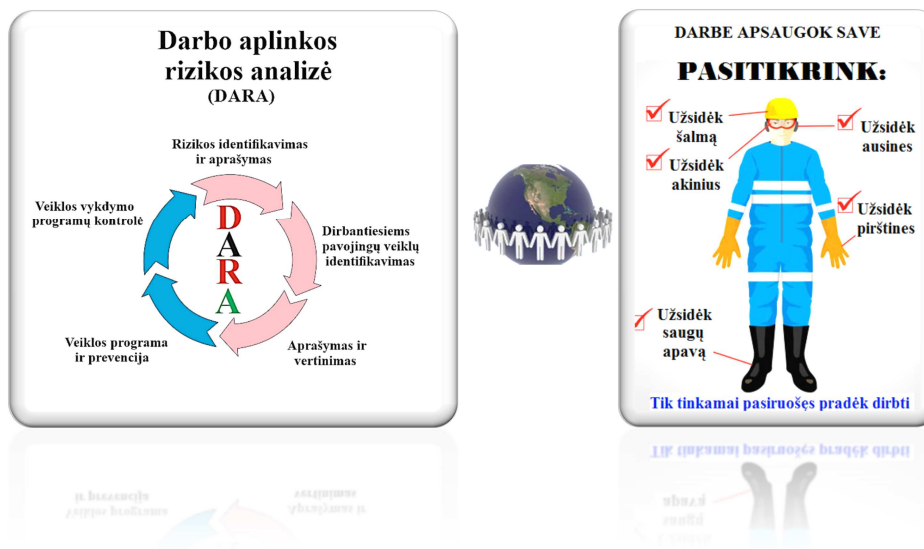 Darbo aplinkos
rizikos analizė
(DARA)
Rizikos identifikavimas
ir aprašymas
Veiklos vykdymo
programų kontrolė
D
A
R
A
Dirbantiesiems
pavojingų veiklų
identifikavimas
Veiklos programa
ir prevencija
Aprašymas ir
vertinimas
DARBE APSAUGOK SAVE
PASITIKRINK:
Užsidėk
šalmą
Užsidėk
ausines
Užsidėk
akinius
Užsidėk
pirštines
Užsidėk
saugų
apavą
Tik tinkamai pasiruošęs pradėk dirbti